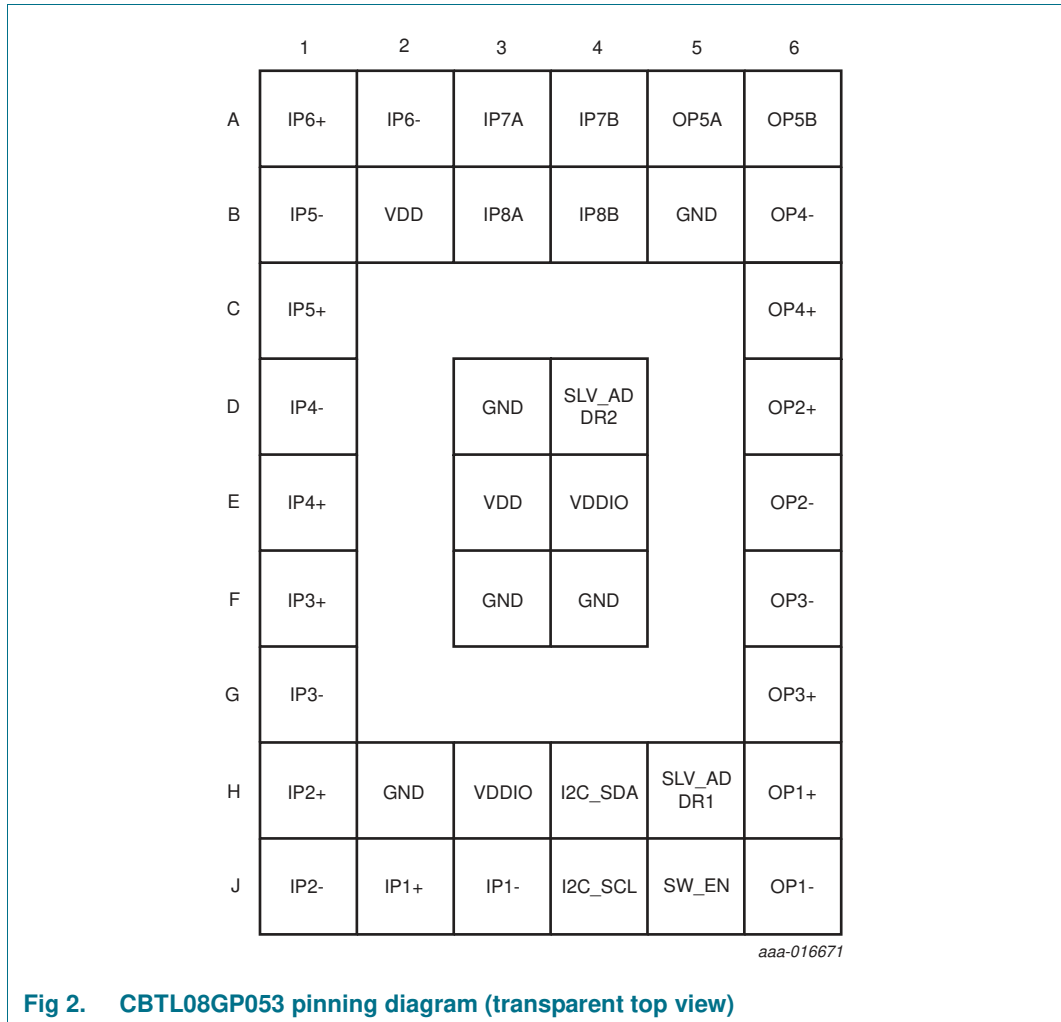 1 2 3 4 5 6
A IP6+ IP6- IP7A IP7B OP5A OP5B
B IP5- VDD IP8A IP8B GND OP4-
C IP5+ OP4+
D IP4- GND SLV_AD
DR2 OP2+
E IP4+ VDD VDDIO OP2-
F IP3+ GND GND OP3-
G IP3- OP3+
H IP2+ GND VDDIO I2C_SDA SLV_AD
DR1 OP1+
J IP2- IP1+ IP1- I2C_SCL SW_EN OP1-
aaa-016671
Fig 2. CBTL08GP053 pinning diagram (transparent top view)